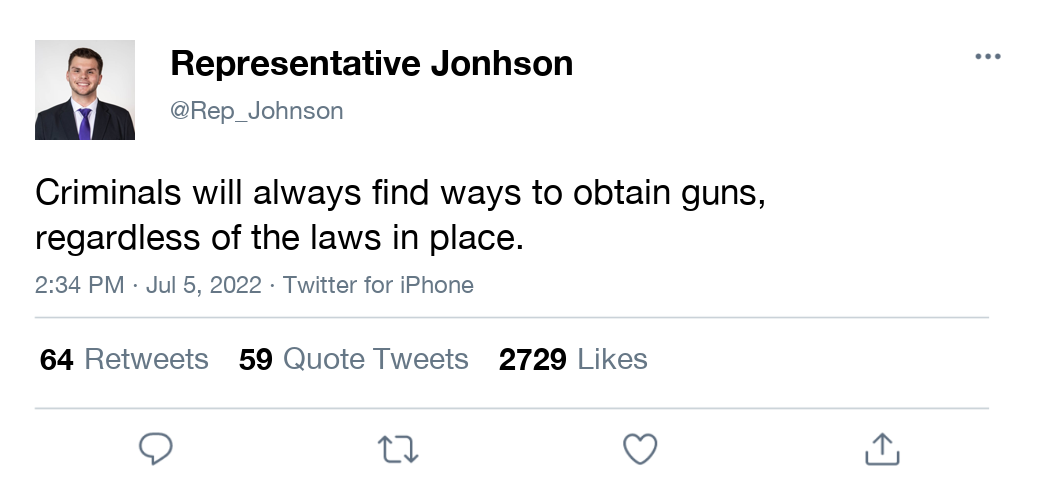 Representative Jonhson
@Rep_Johnson
Criminals will always find ways to obtain guns,
regardless of the laws in place.
2:34 PM · Jul 5, 2022 · Twitter for iPhone
64 Retweets 59 Quote Tweets 2729 Likes